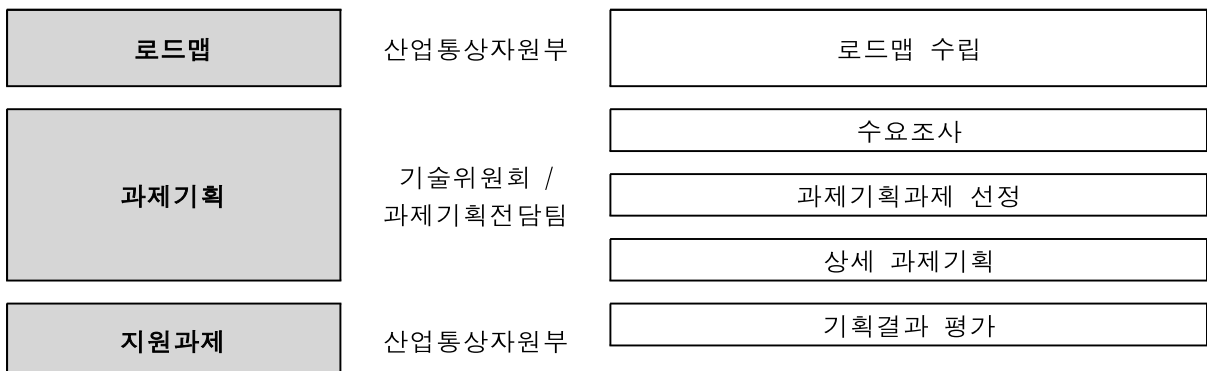 로드맵
산업통상자원부
로드맵 수립
과제기획
기술위원회 /
과제기획전담팀
수요조사
과제기획과제 선정
상세 과제기획
지원과제
산업통상자원부
기획결과 평가